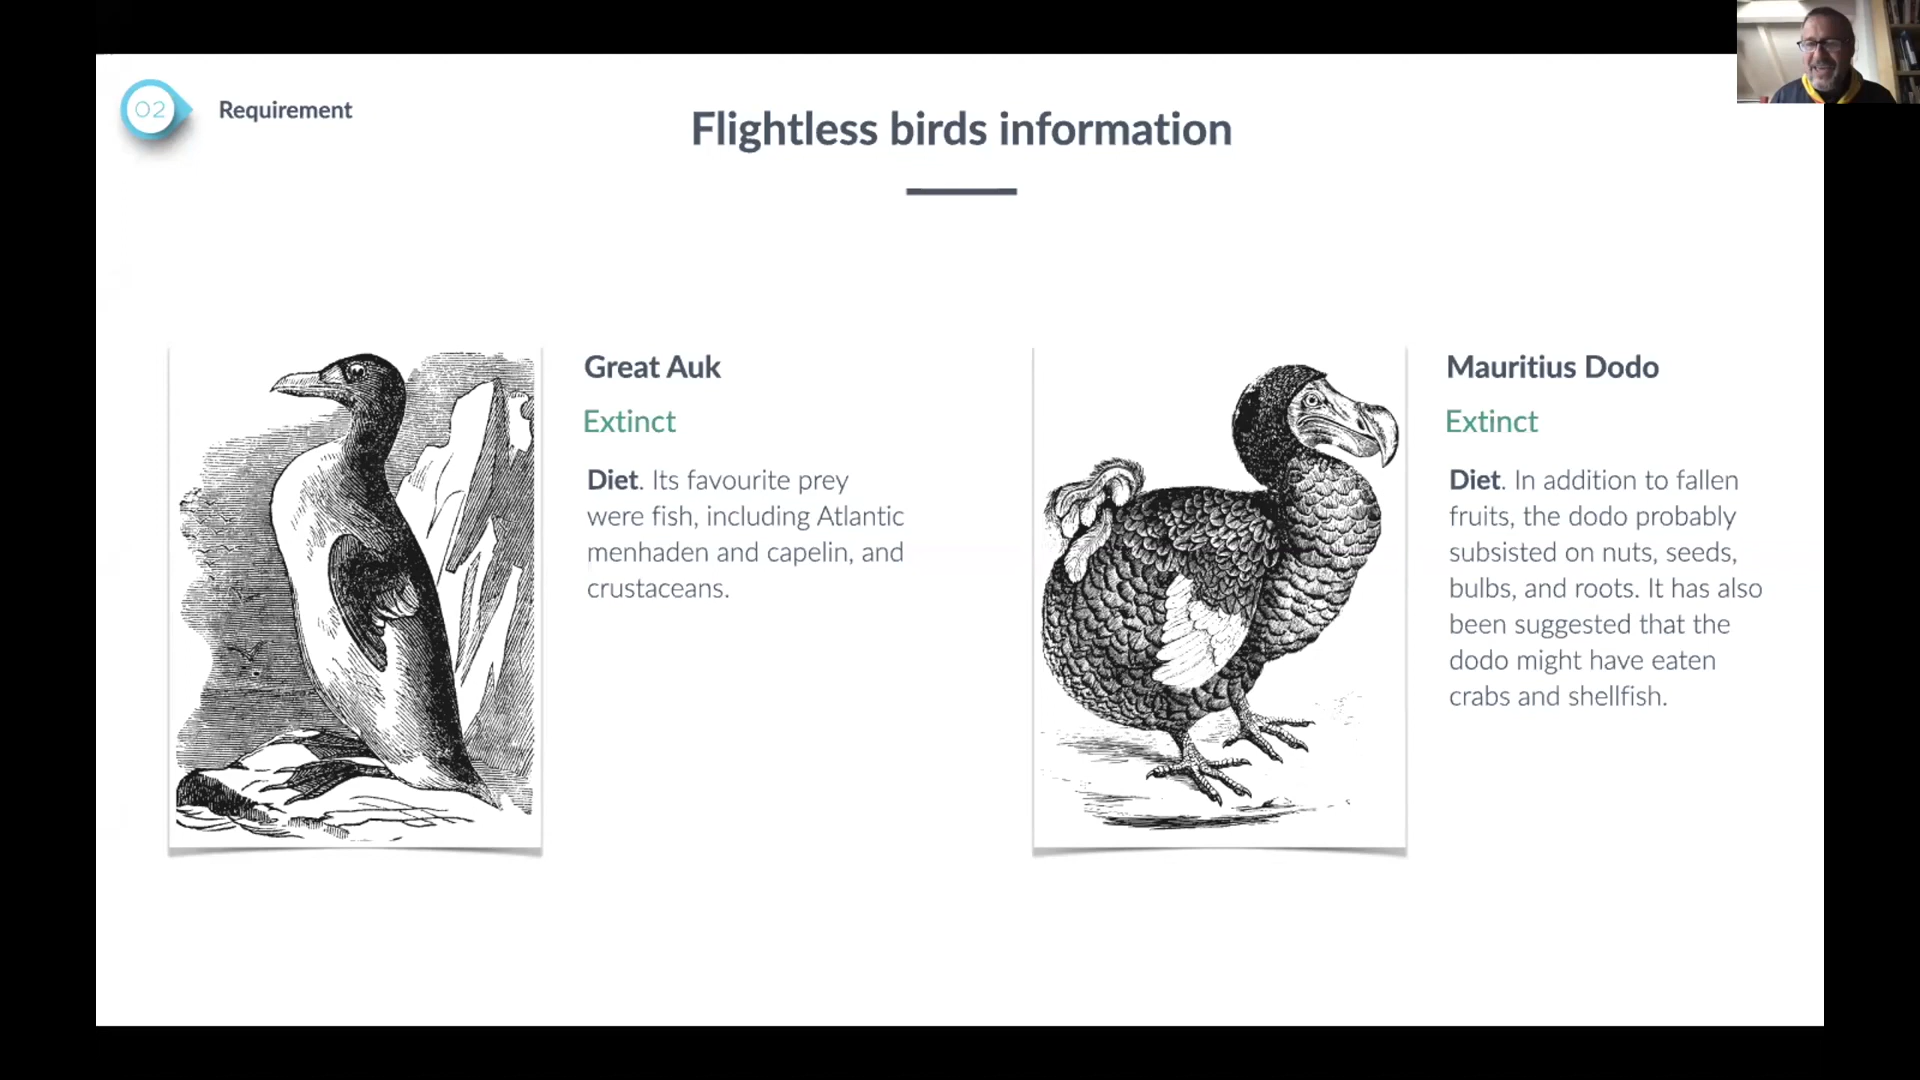 02
Requirement
Flightless birds information
Great Auk
Extinct
Diet. Its favourite prey
were fish, including Atlantic
menhaden and capelin, and
crustaceans.
Mauritius Dodo
Extinct
Diet. In addition to fallen
fruits, the dodo probably
subsisted on nuts, seeds,
bulbs, and roots. It has also
been suggested that the
dodo might have eaten
crabs and shellfish.